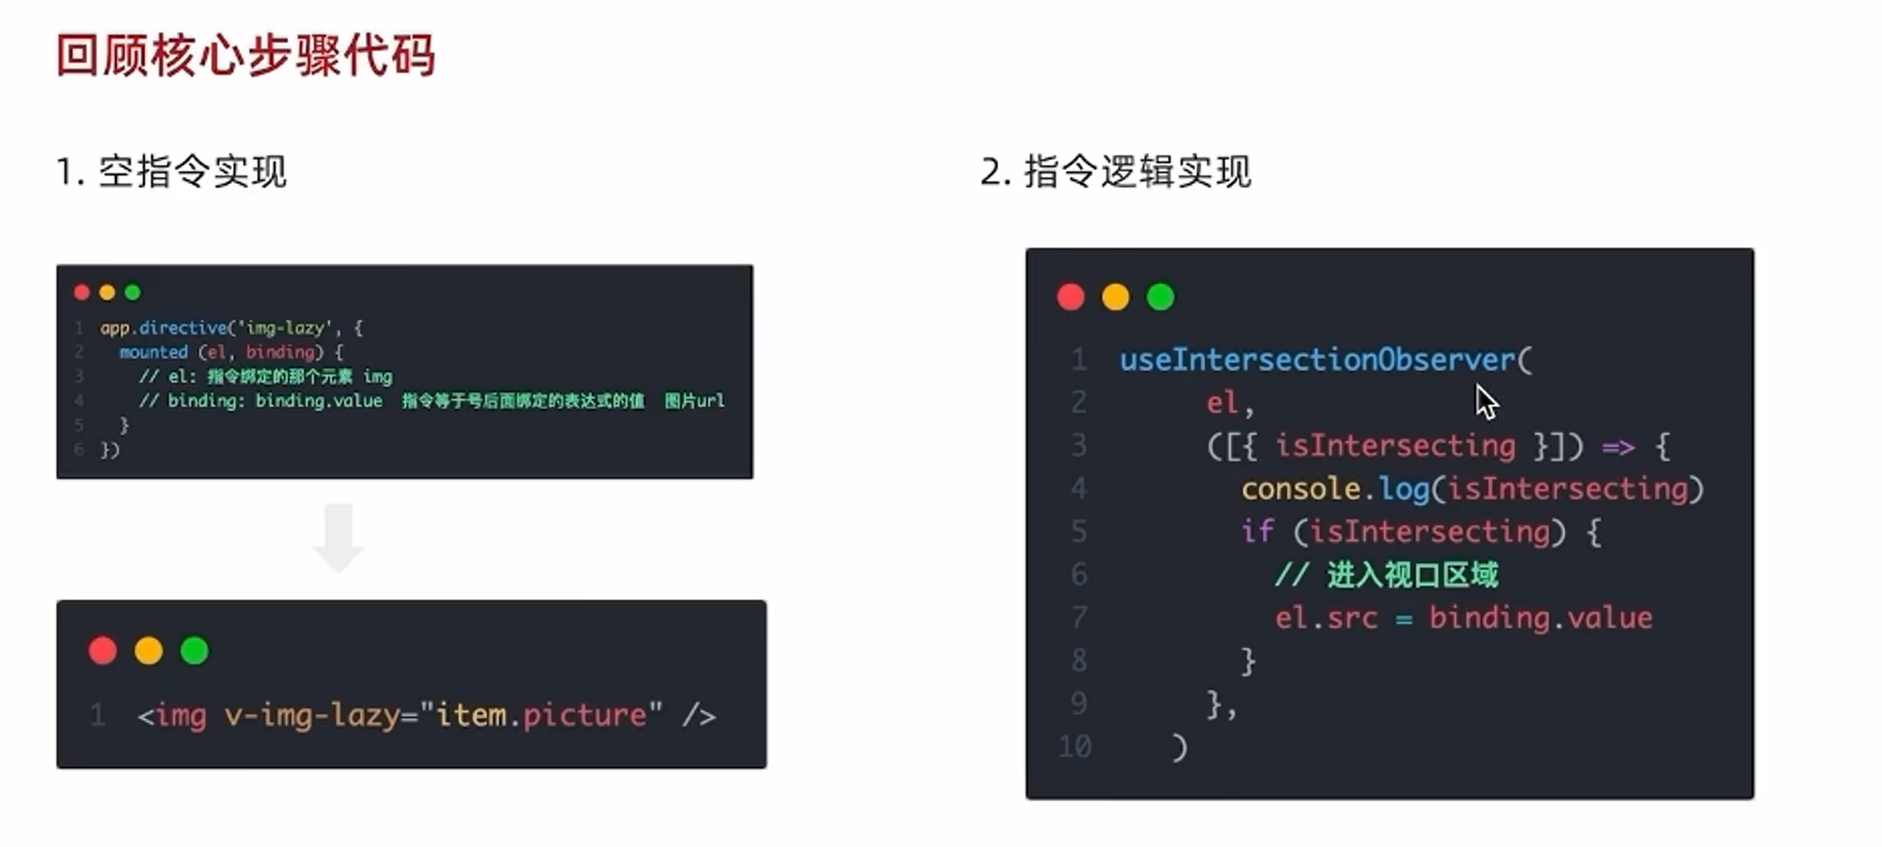 回顾核心步骤代码
1. 空指令实现
1 app.directive('img-lazy', {
2 mounted (el, binding) {
3 // el: 指令绑定的那个元素 img
4 // binding: binding.value 指令等于号后面绑定的表达式的值 图片url
5 }
6 })
1 <img v-img-lazy="item.picture" />
2. 指令逻辑实现
1 useIntersectionObserver(
2 el,
3 ([{ isIntersecting }]) => {
4 console.log(isIntersecting)
5 if (isIntersecting) {
6 // 进入视口区域
7 el.src = binding.value
8 }
9 },
10 )